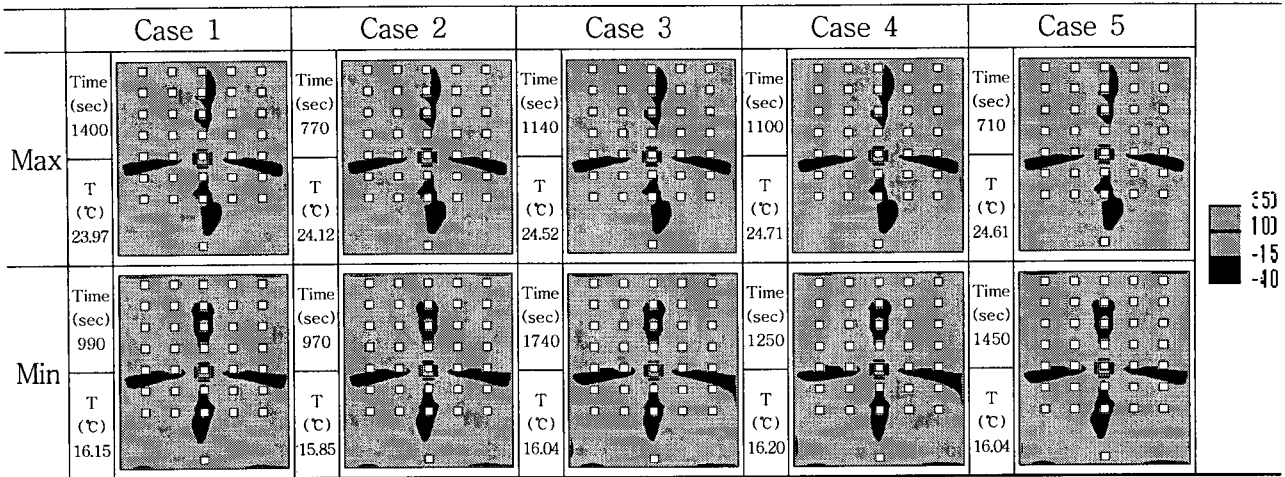 Case 1 Case 2 Case 3 Case 4 Case 5
Max
Time Time Time Time Time
(sec) (sec) (sec) (sec) (sec)
1400 770 1140 1100 710
T T T T T
(℃) (℃) (℃) (℃) (℃)
23.97 24.12 24.52 24.71 24.61
Min
Time Time Time Time Time
(sec) (sec) (sec) (sec) (sec)
990 970 1740 1250 1450
T T T T T
(℃) (℃) (℃) (℃) (℃)
16.15 15.85 16.04 16.20 16.04
100
-15